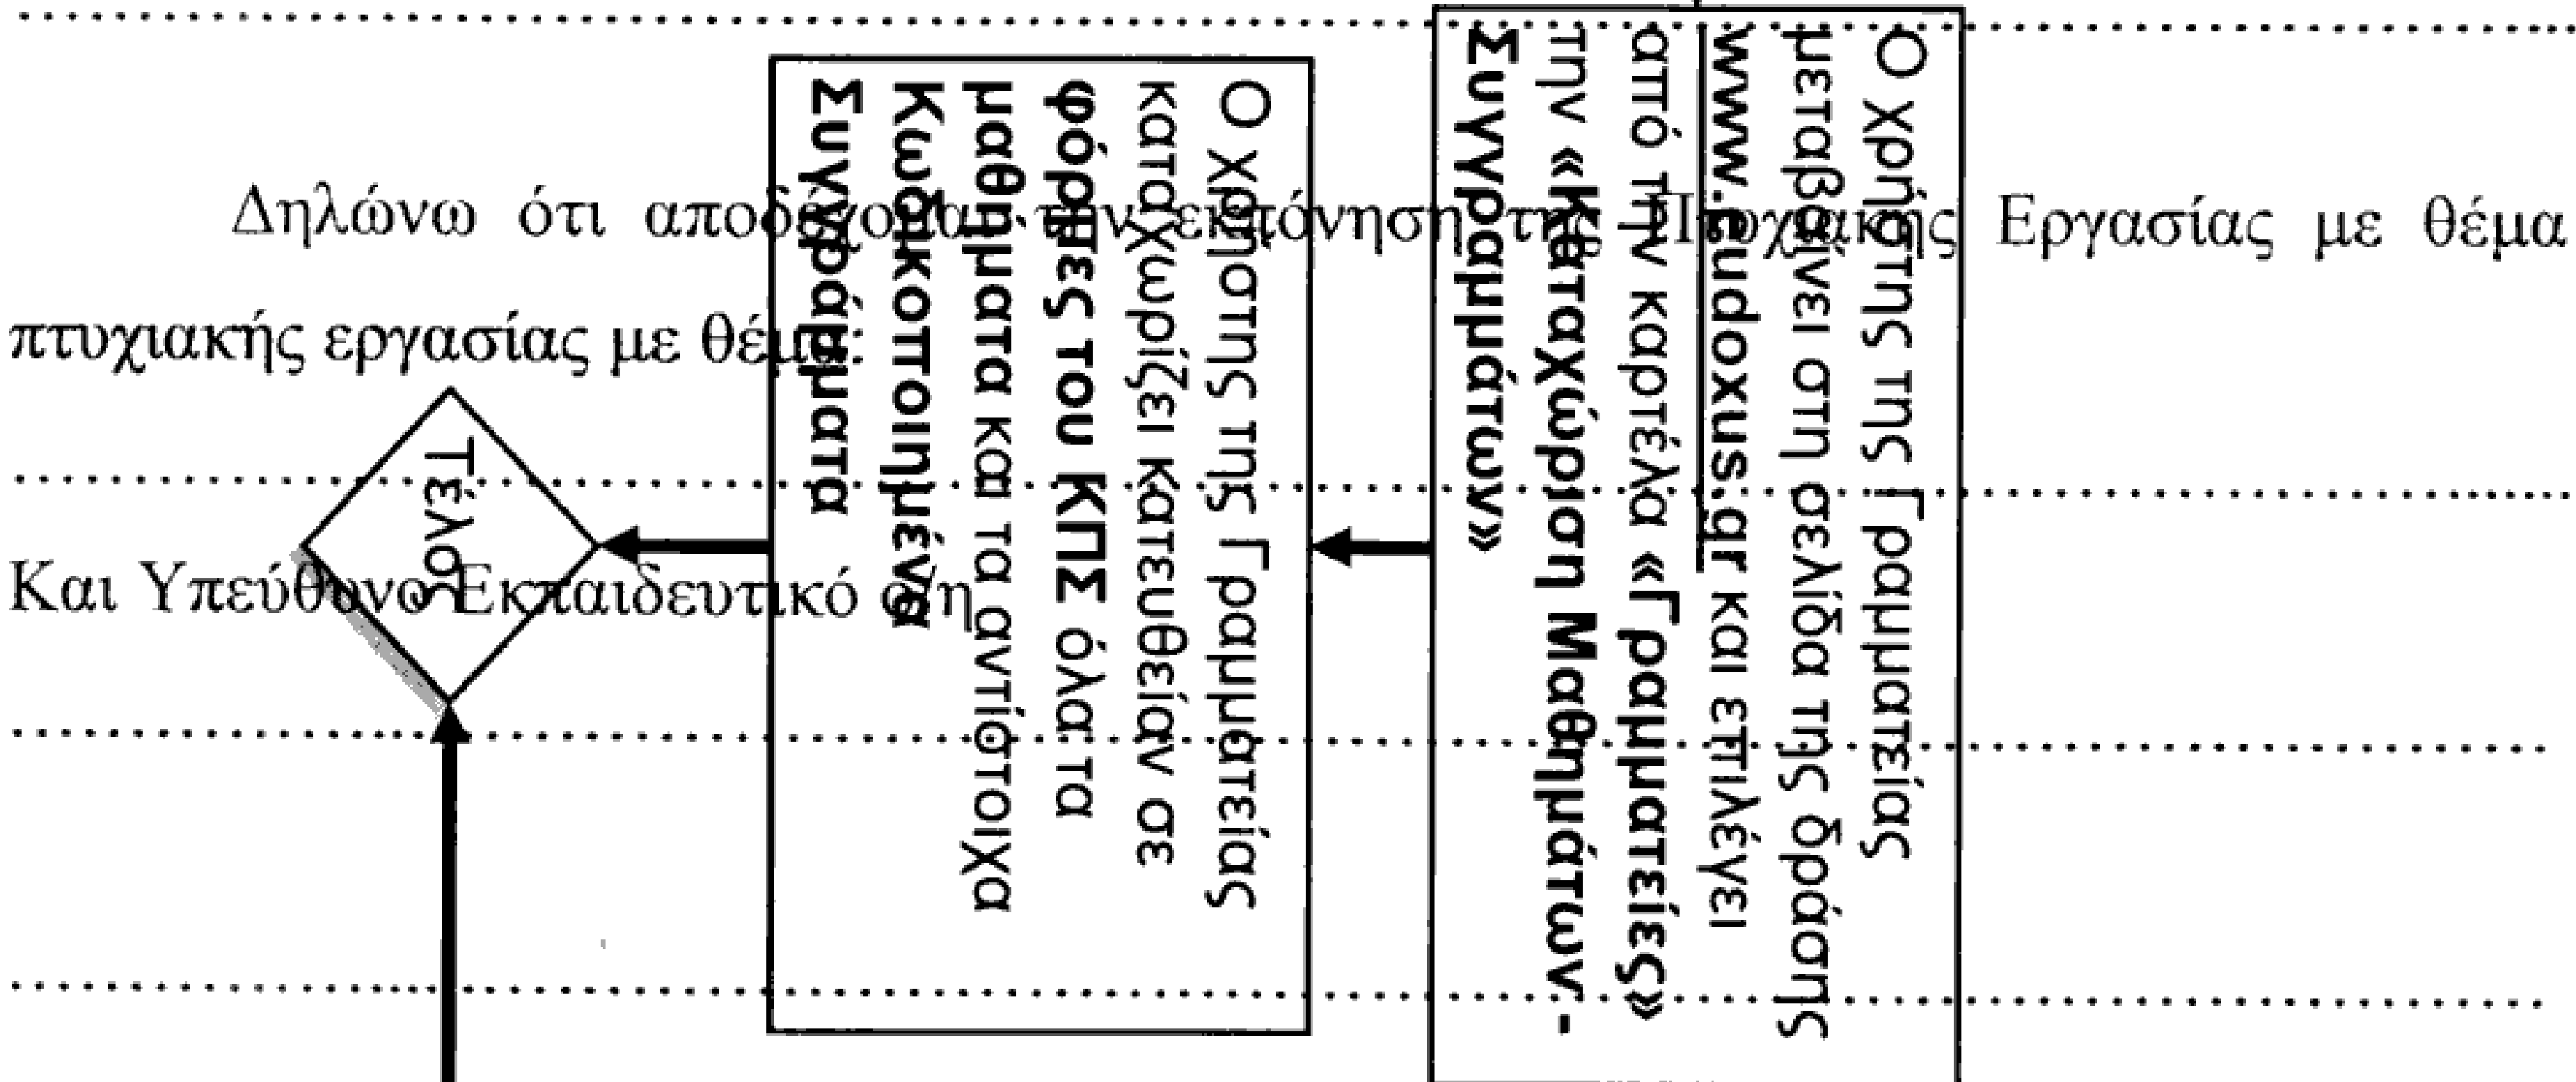 Δηλώνω ότι αποδέχομαι την εκπόνηση της Πτυχιακής Εργασίας με θέμα
πτυχιακής εργασίας με θέμα:
Και Υπεύθυνο Εκπαιδευτικό ο/η
Ο χρήστης της Γραμματείας
μεταβαίνει στη σελίδα της δράσης
www.eudoxus.gr και επιλέγει
από την καρτέλα «Γραμματείες»
την «Καταχώριση Μαθημάτων -
Συγγραμμάτων»
Ο χρήστης της Γραμματείας
καταχωρίζει κατευθείαν σε
φόρμες του ΚΠΣ όλα τα
μαθήματα και τα αντίστοιχα
Κωδικοποιημένα
Συγγράμματα
Τέλος